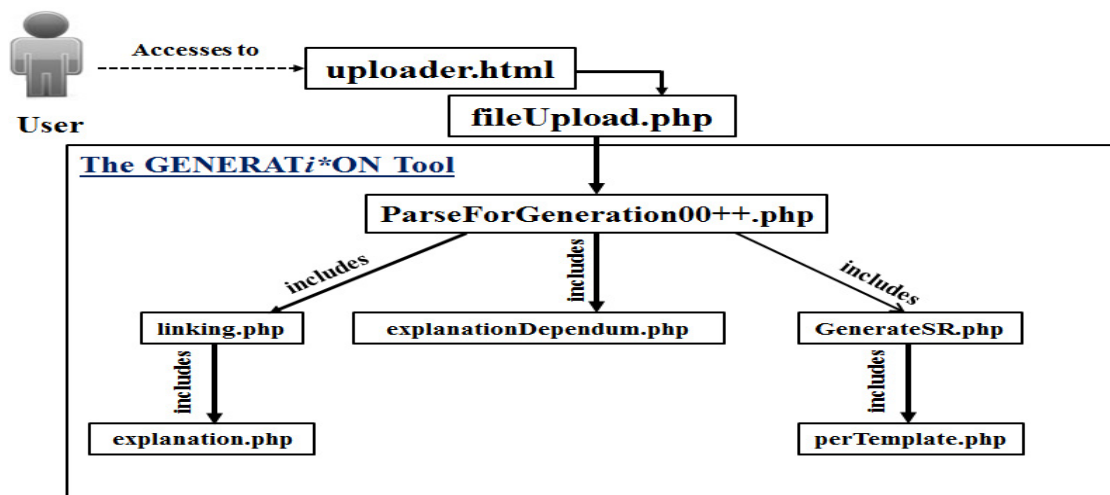 Accesses to
uploader.html
User
fileUpload.php
The GENERATi*ON Tool
ParseForGeneration00++.php
includes
includes
includes
linking.php
explanationDependum.php
GenerateSR.php
includes
includes
explanation.php
perTemplate.php